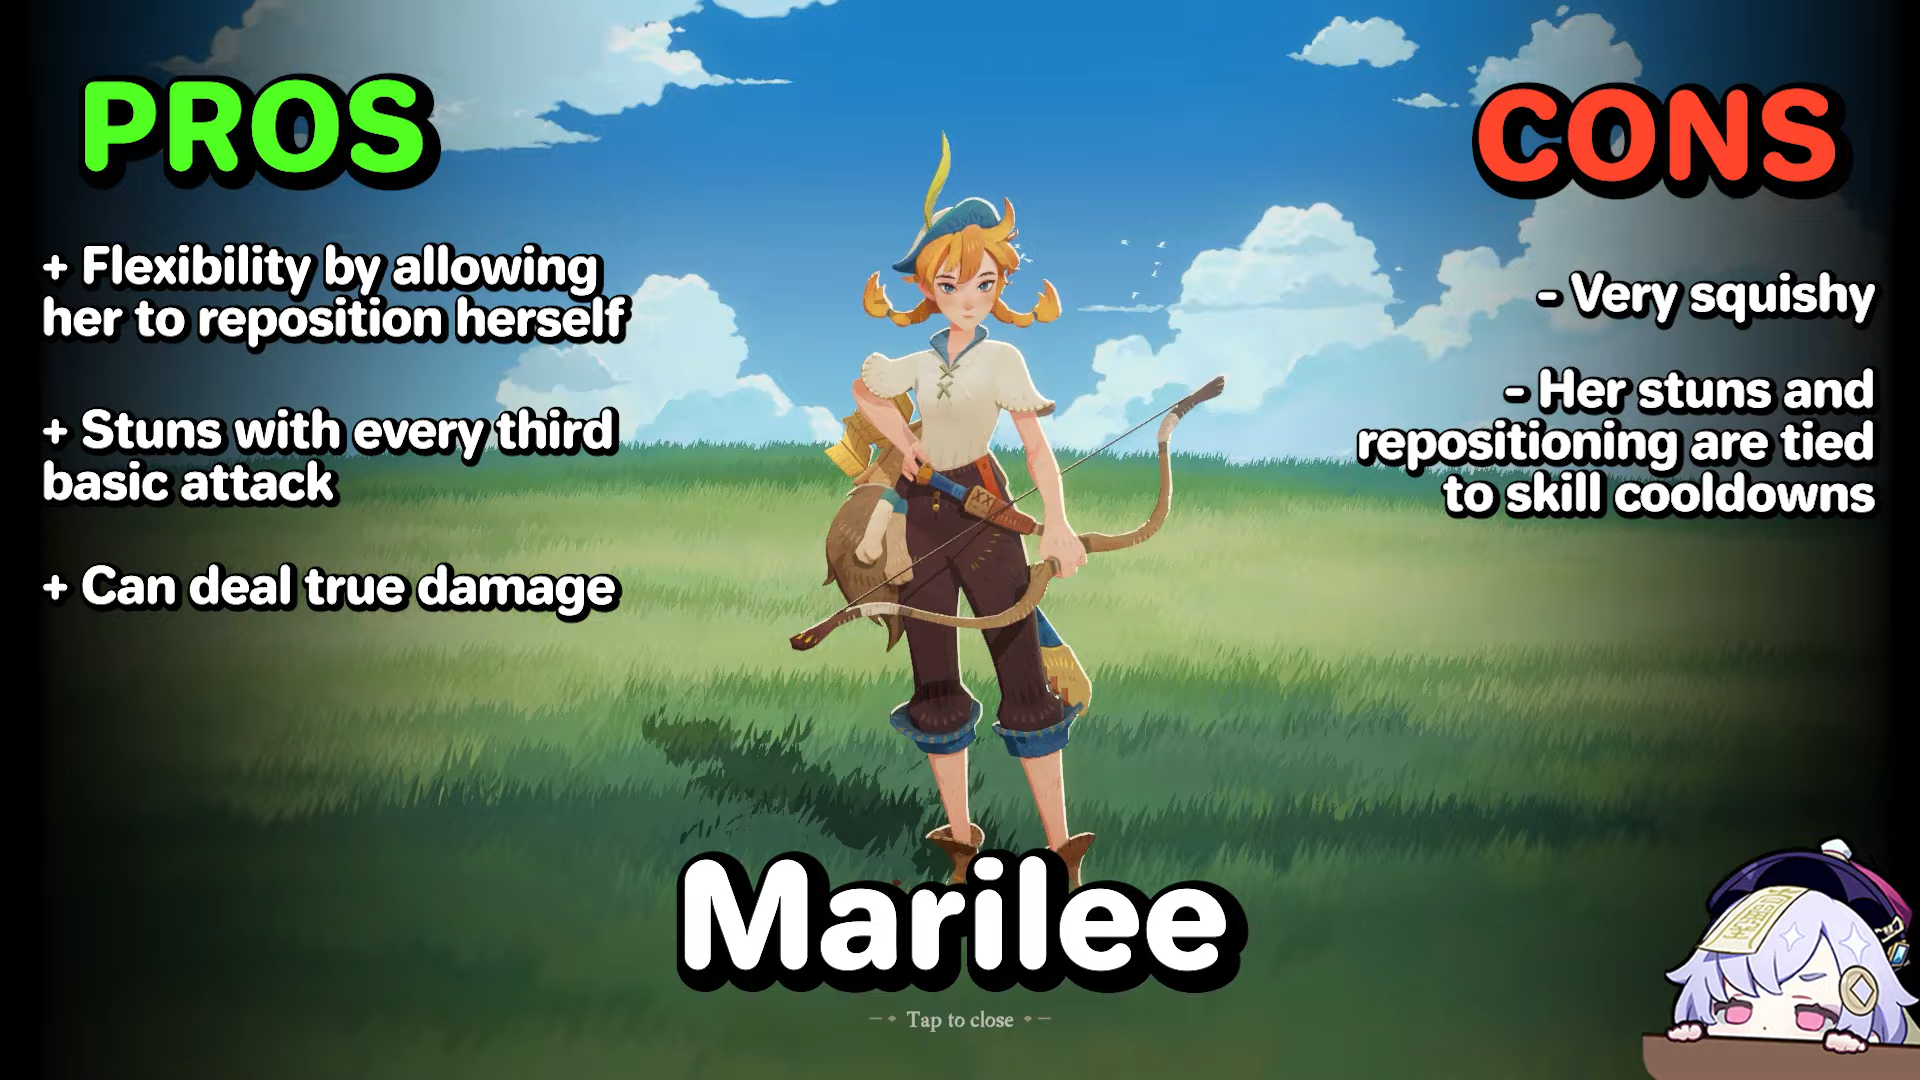 PROS
+ Flexibility by allowing
her to reposition herself
+ Stuns with every third
basic attack
+ Can deal true damage
CONS
- Very squishy
- Her stuns and
repositioning are tied
to skill cooldowns
Marilee
Tap to close